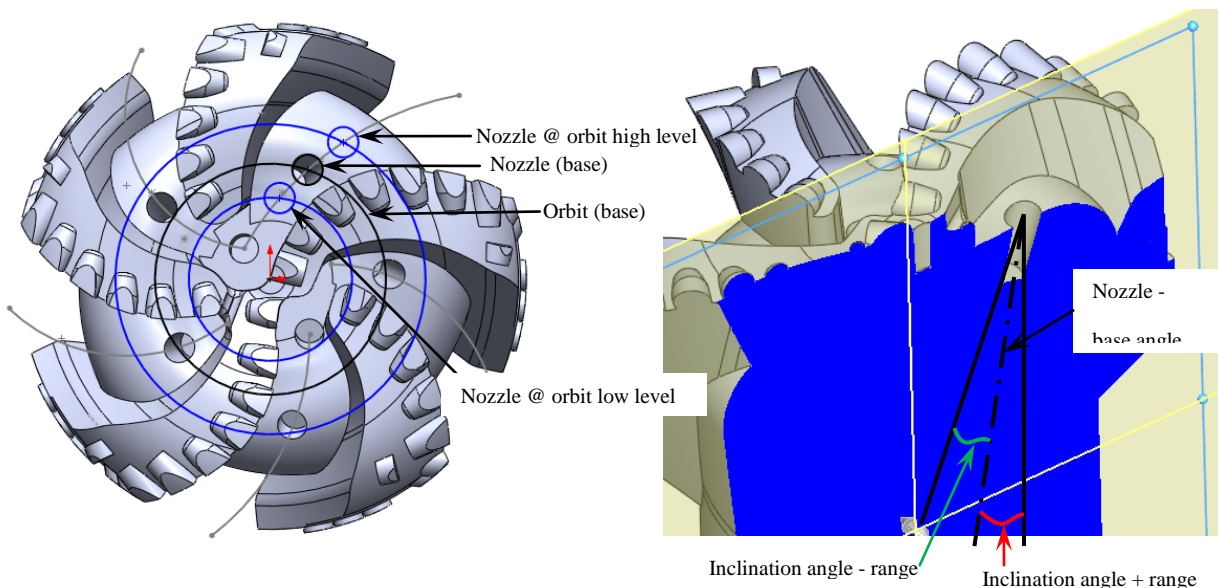 Nozzle @ orbit high level
Nozzle (base)
Orbit (base)
Nozzle @ orbit low level
Nozzle -
base angle
Inclination angle - range
Inclination angle + range